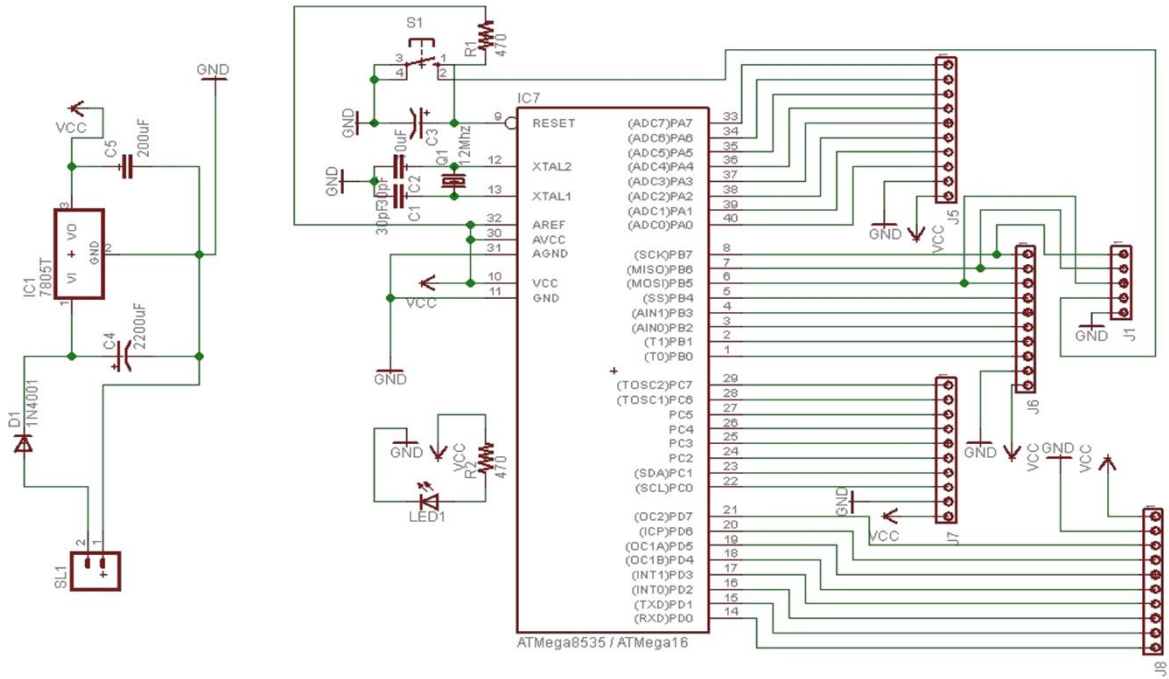 GND
VCC
C5
200uF
3
VO
GND
2
VI
1
IC1
7805T
C4
2200uF
D1
1N4001
2
1
SL1
S1
3
4
1
2
R1
470
GND
C3
0uF
GND
C2
30pF
C1
30pF
Q1
12Mhz
IC7
9 RESET
12 XTAL2
13 XTAL1
32 AREF
30 AVCC
31 AGND
10 VCC
11 GND
VCC
GND
GND
VCC
R2
470
LED1
(ADC7)PA7 33
(ADC6)PA6 34
(ADC5)PA5 35
(ADC4)PA4 36
(ADC3)PA3 37
(ADC2)PA2 38
(ADC1)PA1 39
(ADC0)PA0 40
(SCK)PB7 8
(MISO)PB6 7
(MOSI)PB5 6
(SS)PB4 5
(AIN1)PB3 4
(AIN0)PB2 3
(T1)PB1 2
(T0)PB0 1
(TOSC2)PC7 29
(TOSC1)PC6 28
PC5 27
PC4 26
PC3 25
PC2 24
(SDA)PC1 23
(SCL)PC0 22
(OC2)PD7 21
(ICP)PD6 20
(OC1A)PD5 19
(OC1B)PD4 18
(INT1)PD3 17
(INT0)PD2 16
(TXD)PD1 15
(RXD)PD0 14
ATMega8535 / ATMega16
1
GND
VCC
J5
1
GND
J1
1
GND
VCC
J6
1
GND
VCC
J7
GND
VCC
1
J8